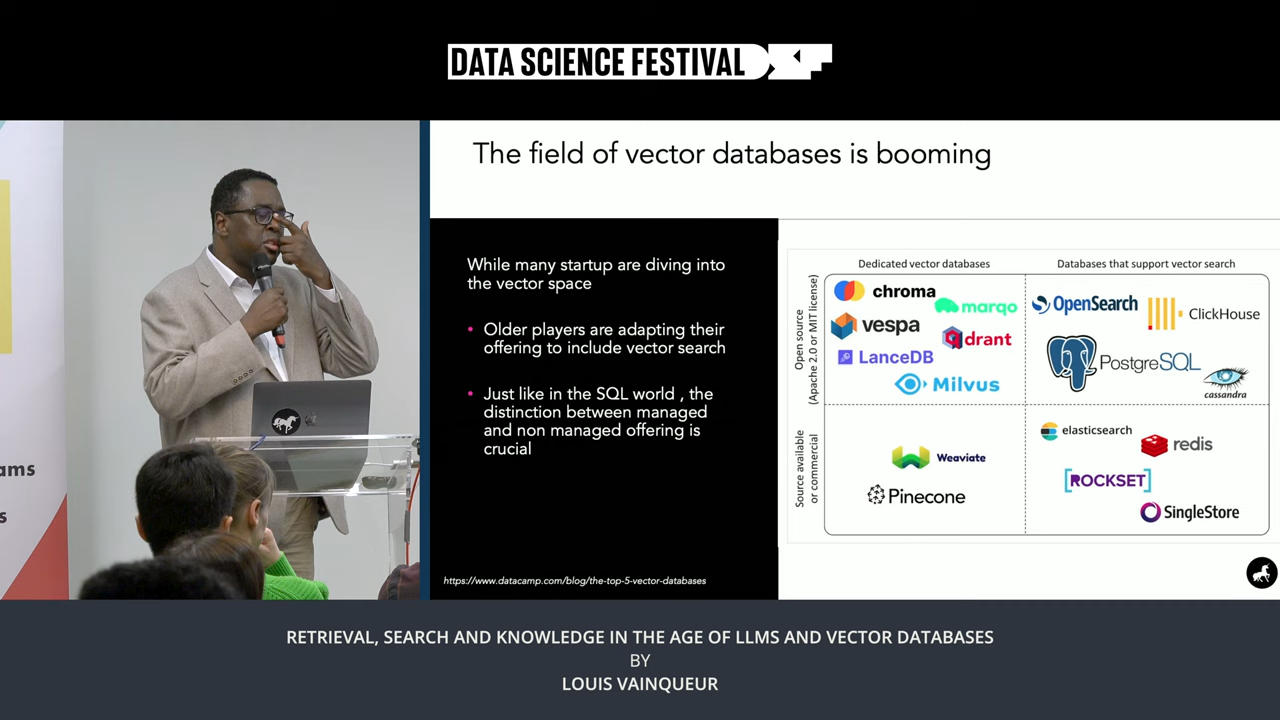 DATA SCIENCE FESTIVAL
The field of vector databases is booming
While many startup are diving into
the vector space
• Older players are adapting their
offering to include vector search
• Just like in the SQL world , the
distinction between managed
and non managed offering is
crucial
https://www.datacamp.com/blog/the-top-5-vector-databases
Dedicated vector databases
Databases that support vector search
Open source
(Apache 2.0 or MIT license)
chroma
marqo
vespa
qdrant
LanceDB
Milvus
OpenSearch
ClickHouse
PostgreSQL
cassandra
Source available
or commercial
Weaviate
Pinecone
elasticsearch
redis
[ROCKSET]
SingleStore
ams
s
RETRIEVAL, SEARCH AND KNOWLEDGE IN THE AGE OF LLMS AND VECTOR DATABASES
BY
LOUIS VAINQUEUR